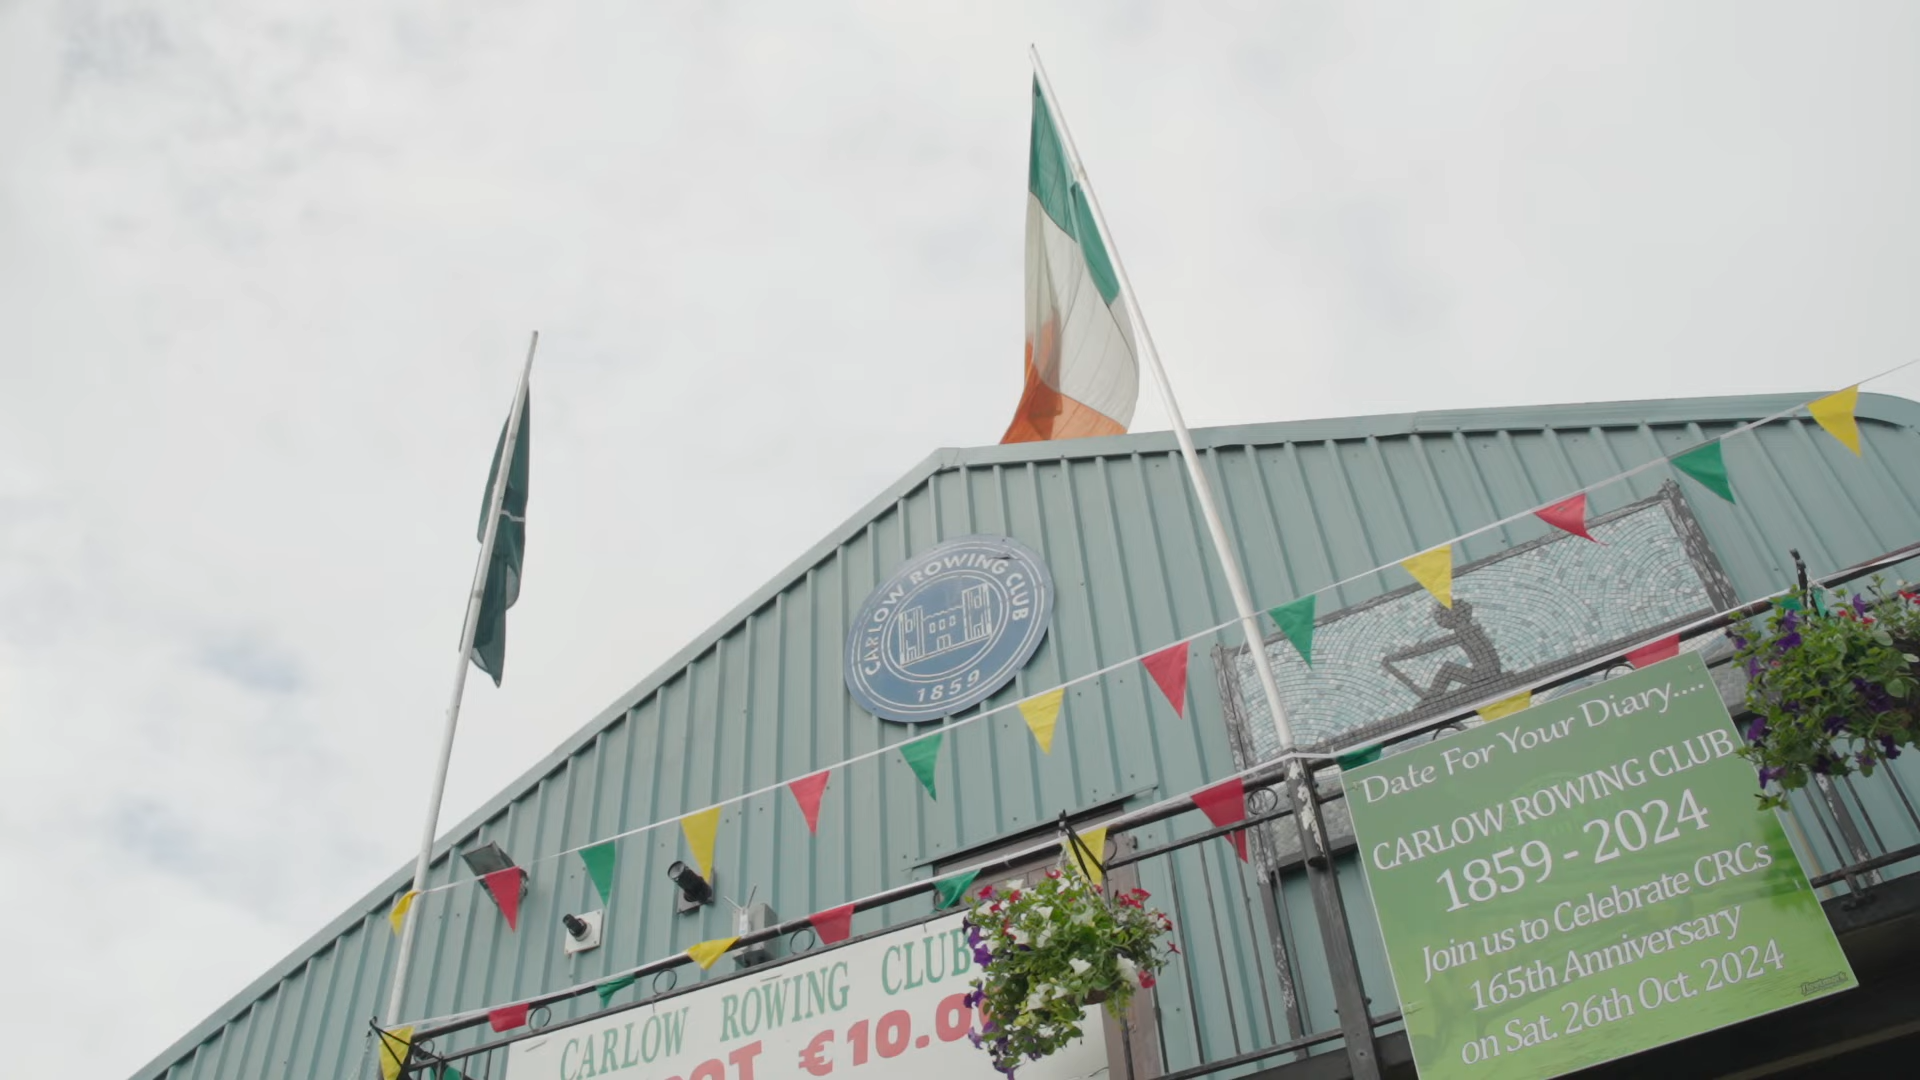 CARLOW ROWING CLUB
1859
Date For Your Diary....
CARLOW ROWING CLUB
1859 - 2024
Join us to Celebrate CRCs
165th Anniversary
on Sat. 26th Oct. 2024
CARLOW ROWING CLUB
€10.0